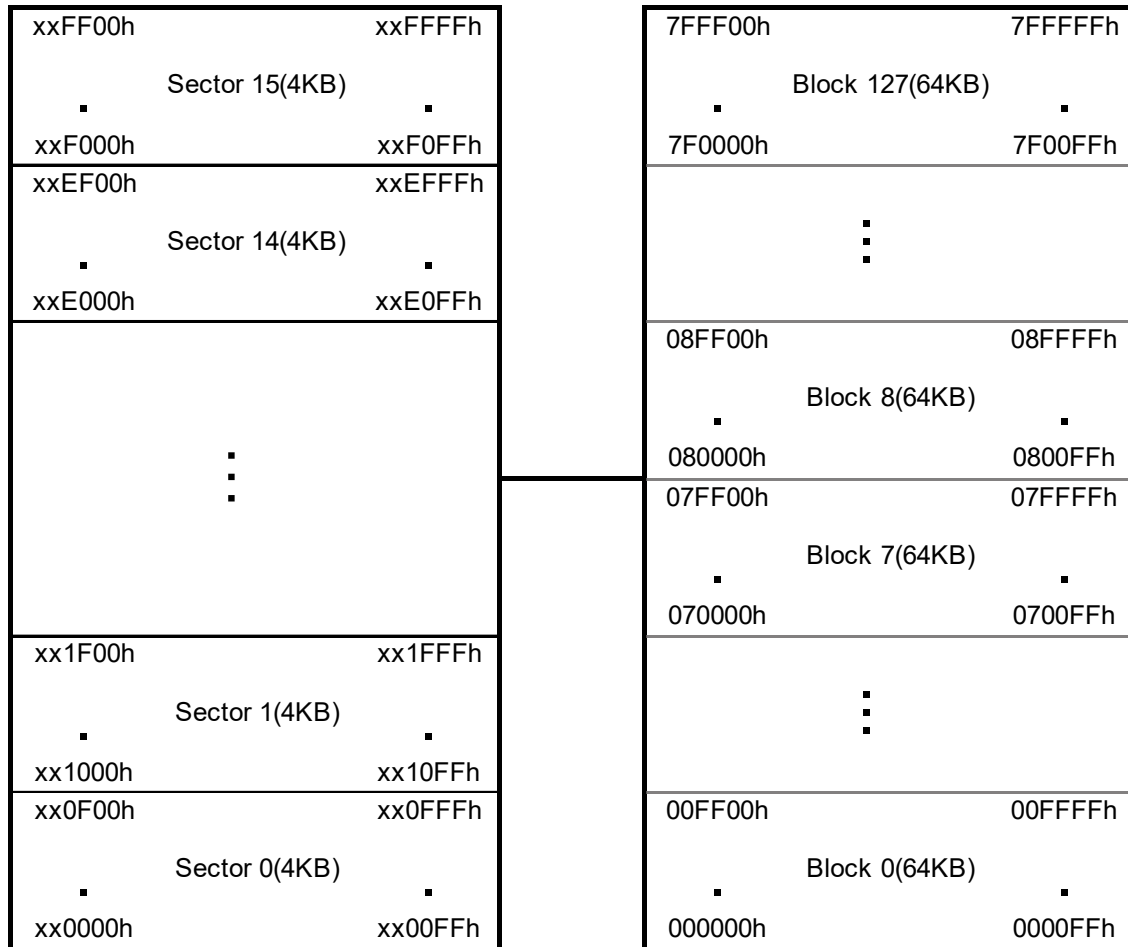 xxFF00h xxFFFFh
Sector 15(4KB)
xxF000h xxF0FFh
xxEF00h xxEFFFh
Sector 14(4KB)
xxE000h xxE0FFh
xx1F00h xx1FFFh
Sector 1(4KB)
xx1000h xx10FFh
xx0F00h xx0FFFh
Sector 0(4KB)
xx0000h xx00FFh
7FFF00h 7FFFFFh
Block 127(64KB)
7F0000h 7F00FFh
08FF00h 08FFFFh
Block 8(64KB)
080000h 0800FFh
07FF00h 07FFFFh
Block 7(64KB)
070000h 0700FFh
00FF00h 00FFFFh
Block 0(64KB)
000000h 0000FFh